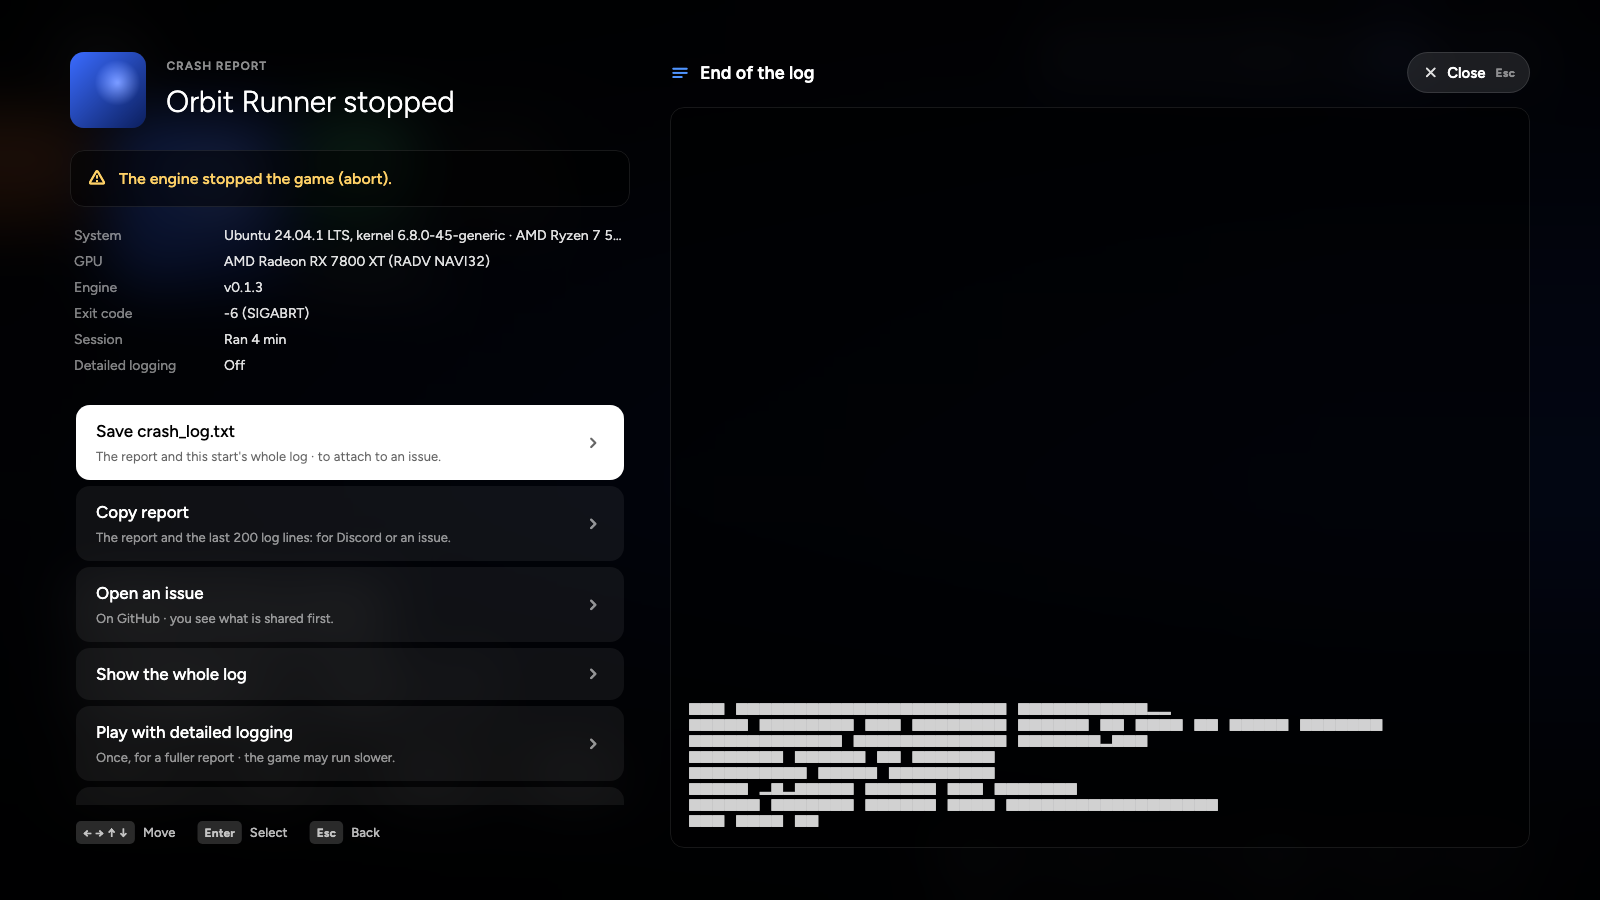 CRASH REPORT
Orbit Runner stopped
The engine stopped the game (abort).
System Ubuntu 24.04.1 LTS, kernel 6.8.0-45-generic · AMD Ryzen 7 5...
GPU AMD Radeon RX 7800 XT (RADV NAVI32)
Engine v0.1.3
Exit code -6 (SIGABRT)
Session Ran 4 min
Detailed logging Off
Save crash_log.txt
The report and this start's whole log · to attach to an issue.
Copy report
The report and the last 200 log lines: for Discord or an issue.
Open an issue
On GitHub · you see what is shared first.
Show the whole log
Play with detailed logging
Once, for a fuller report · the game may run slower.
←→↑↓ Move Enter Select Esc Back
End of the log
Close Esc